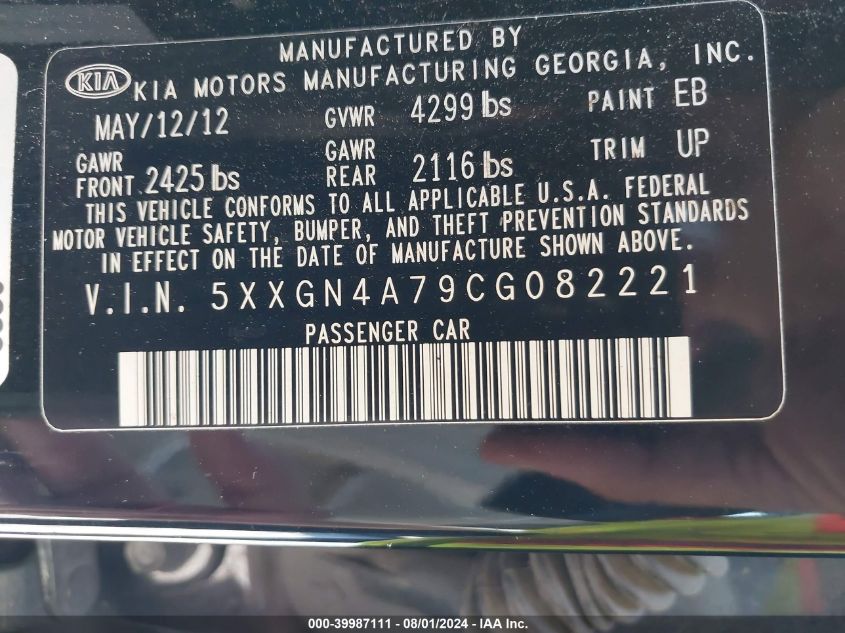 MANUFACTURED BY
KIA KIA MOTORS MANUFACTURING GEORGIA, INC.
MAY/12/12 GVWR 4299 lbs PAINT EB
GAWR FRONT 2425 lbs GAWR REAR 2116 lbs TRIM UP
THIS VEHICLE CONFORMS TO ALL APPLICABLE U.S.A. FEDERAL
MOTOR VEHICLE SAFETY, BUMPER, AND THEFT PREVENTION STANDARDS
IN EFFECT ON THE DATE OF MANUFACTURE SHOWN ABOVE.
V.I.N. 5XXGN4A79CG082221
PASSENGER CAR
000-39987111 - 08/01/2024 - IAA Inc.